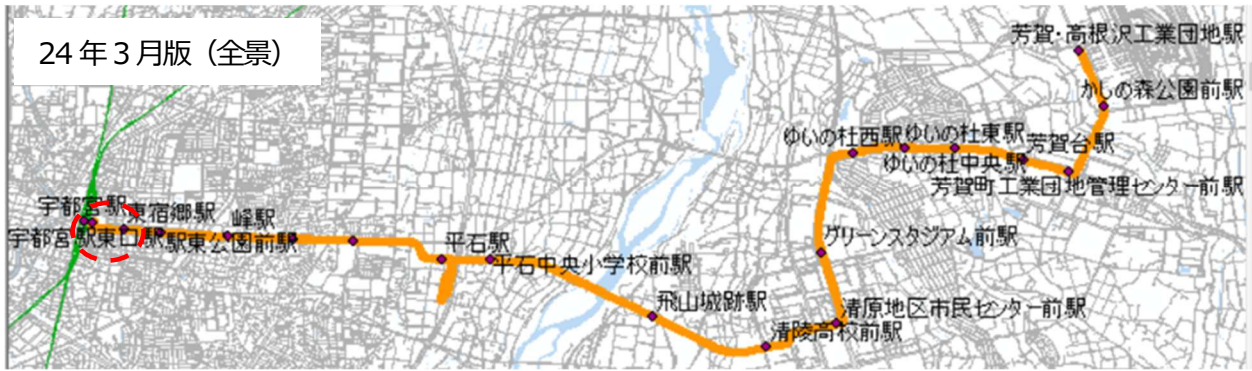 24年3月版（全景）
芳賀・高根沢工業団地駅
かしの森公園前駅
ゆいの杜西駅
ゆいの杜東駅
芳賀台駅
ゆいの杜中央駅
芳賀町工業団地管理センター前駅
宇都宮駅
東宿郷駅
峰駅
宇都宮駅東口駅
駅東公園前駅
平石駅
平石中央小学校前駅
グリーンスタジアム前駅
飛山城跡駅
清原地区市民センター前駅
清陵高校前駅